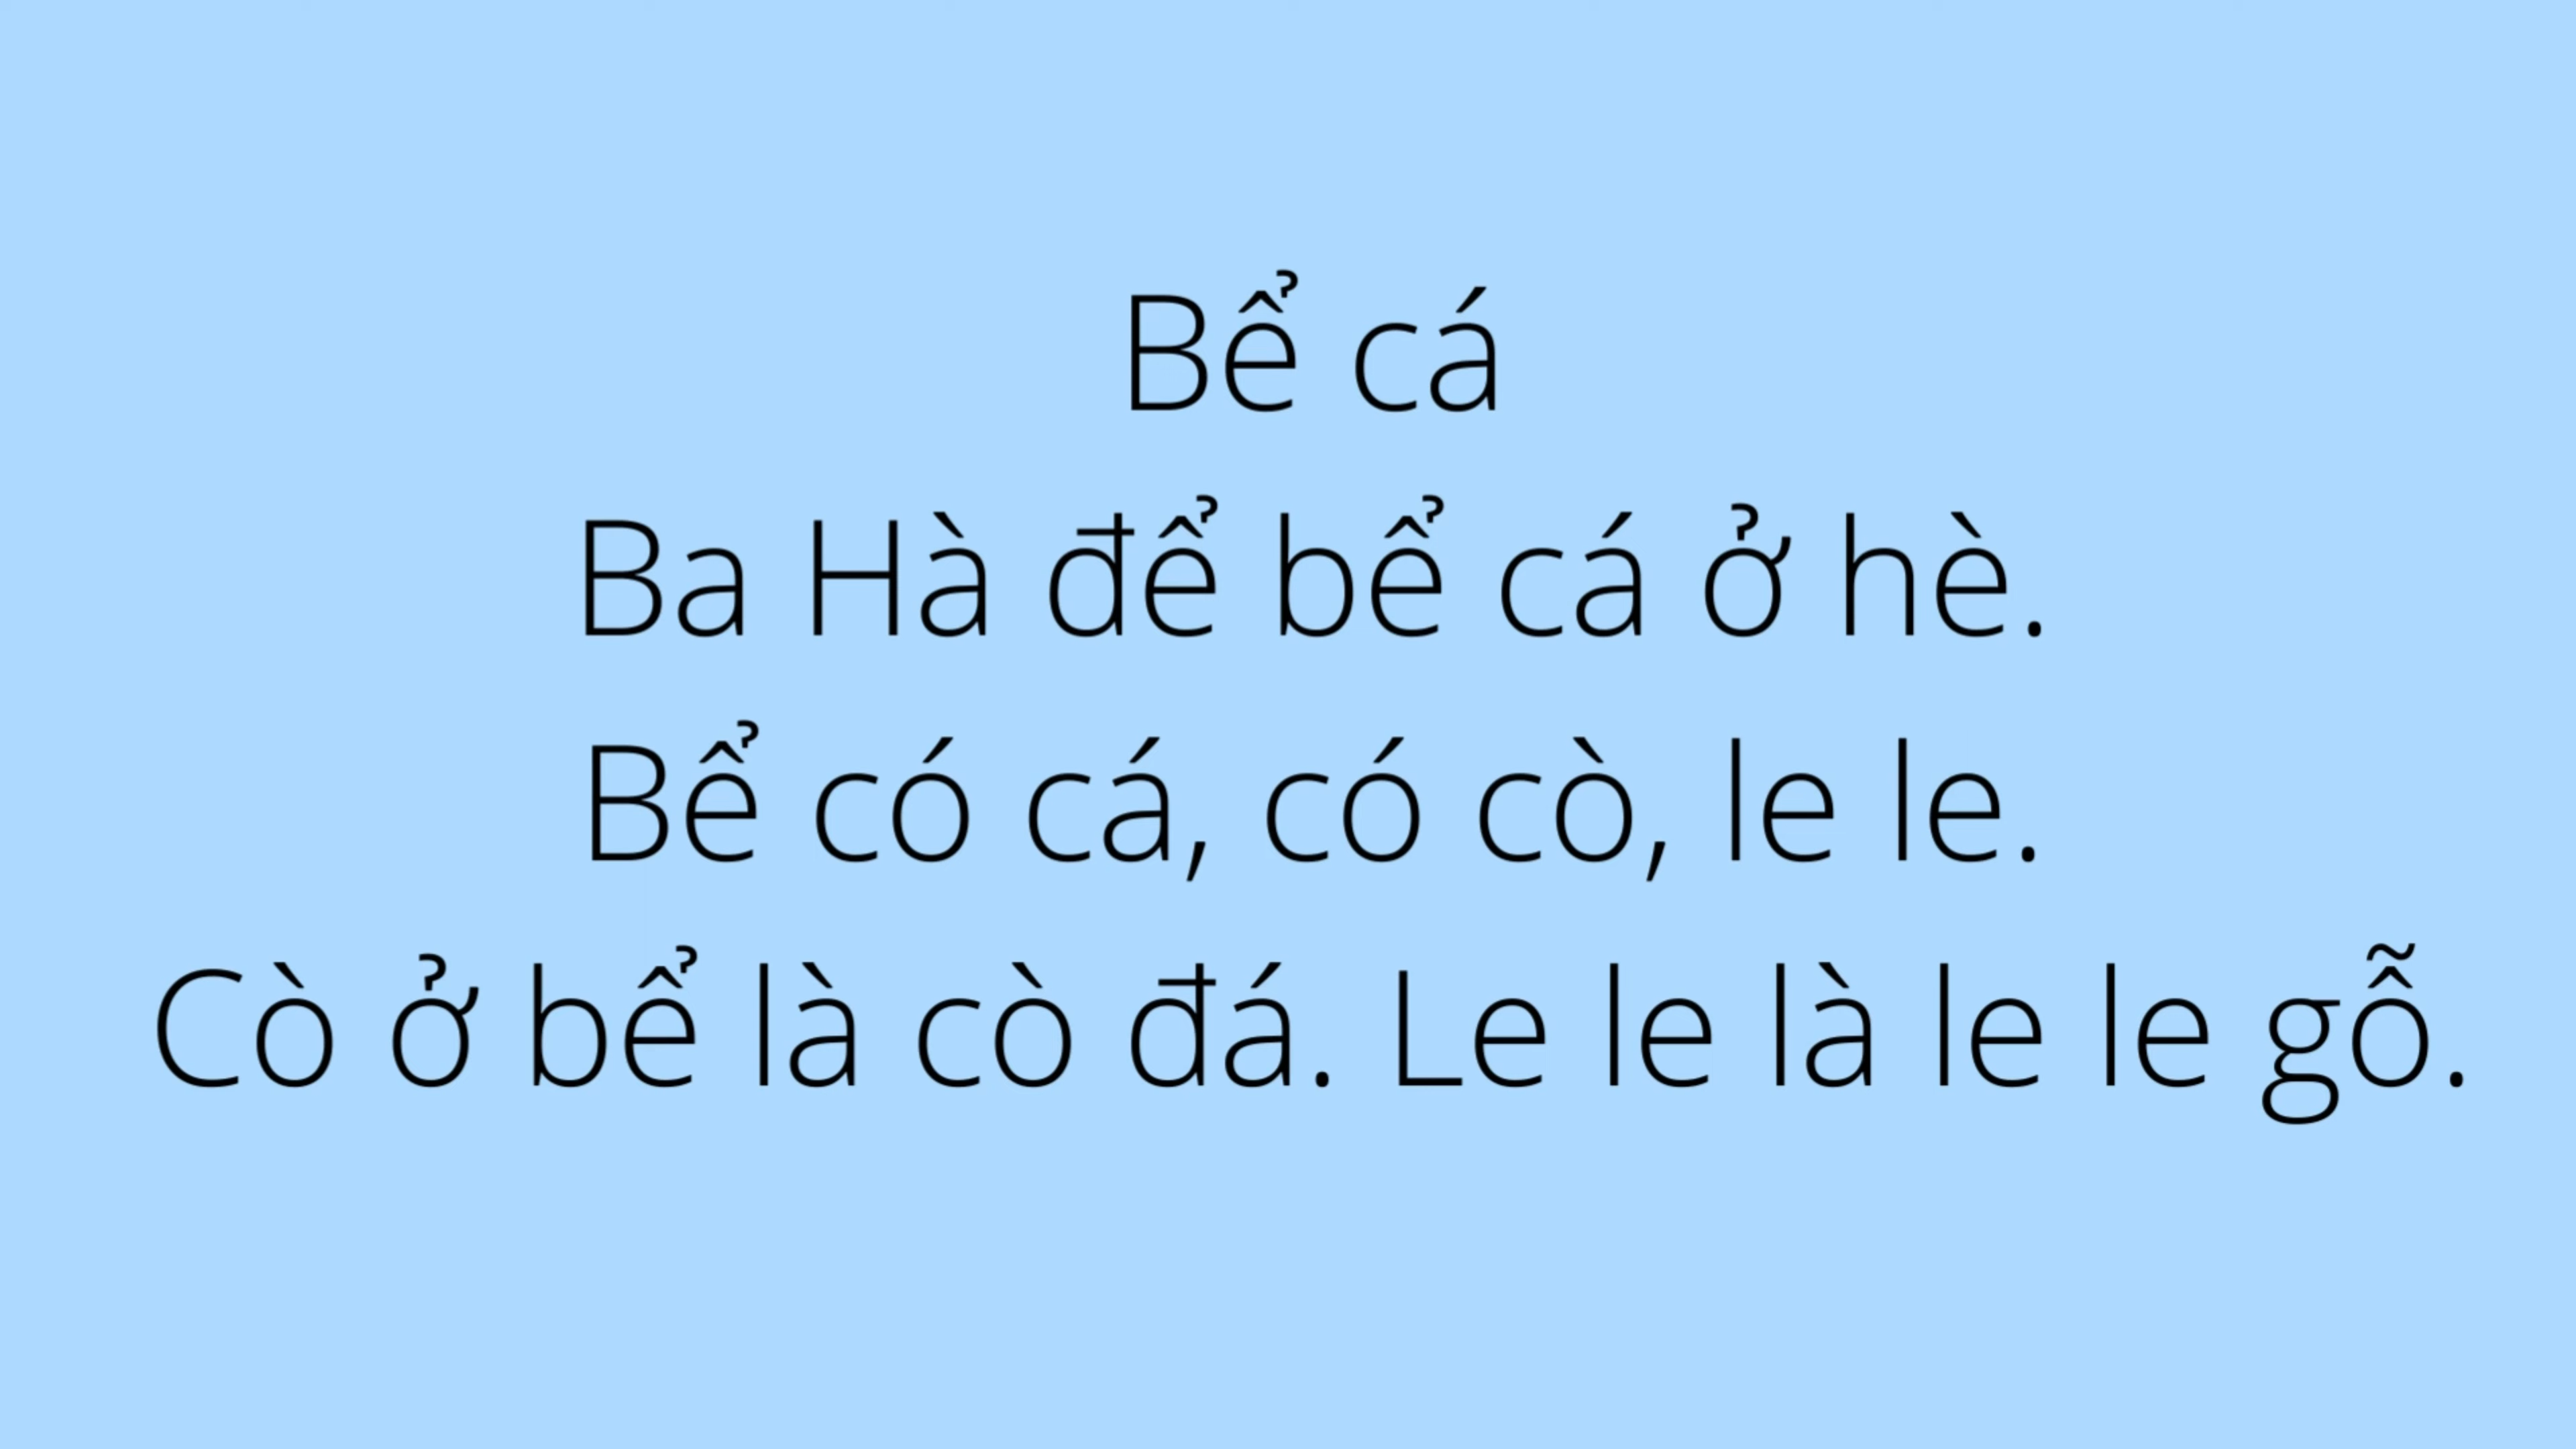 Bể cá
Ba Hà để bể cá ở hè.
Bể có cá, có cò, le le.
Cò ở bể là cò đá. Le le là le le gỗ.